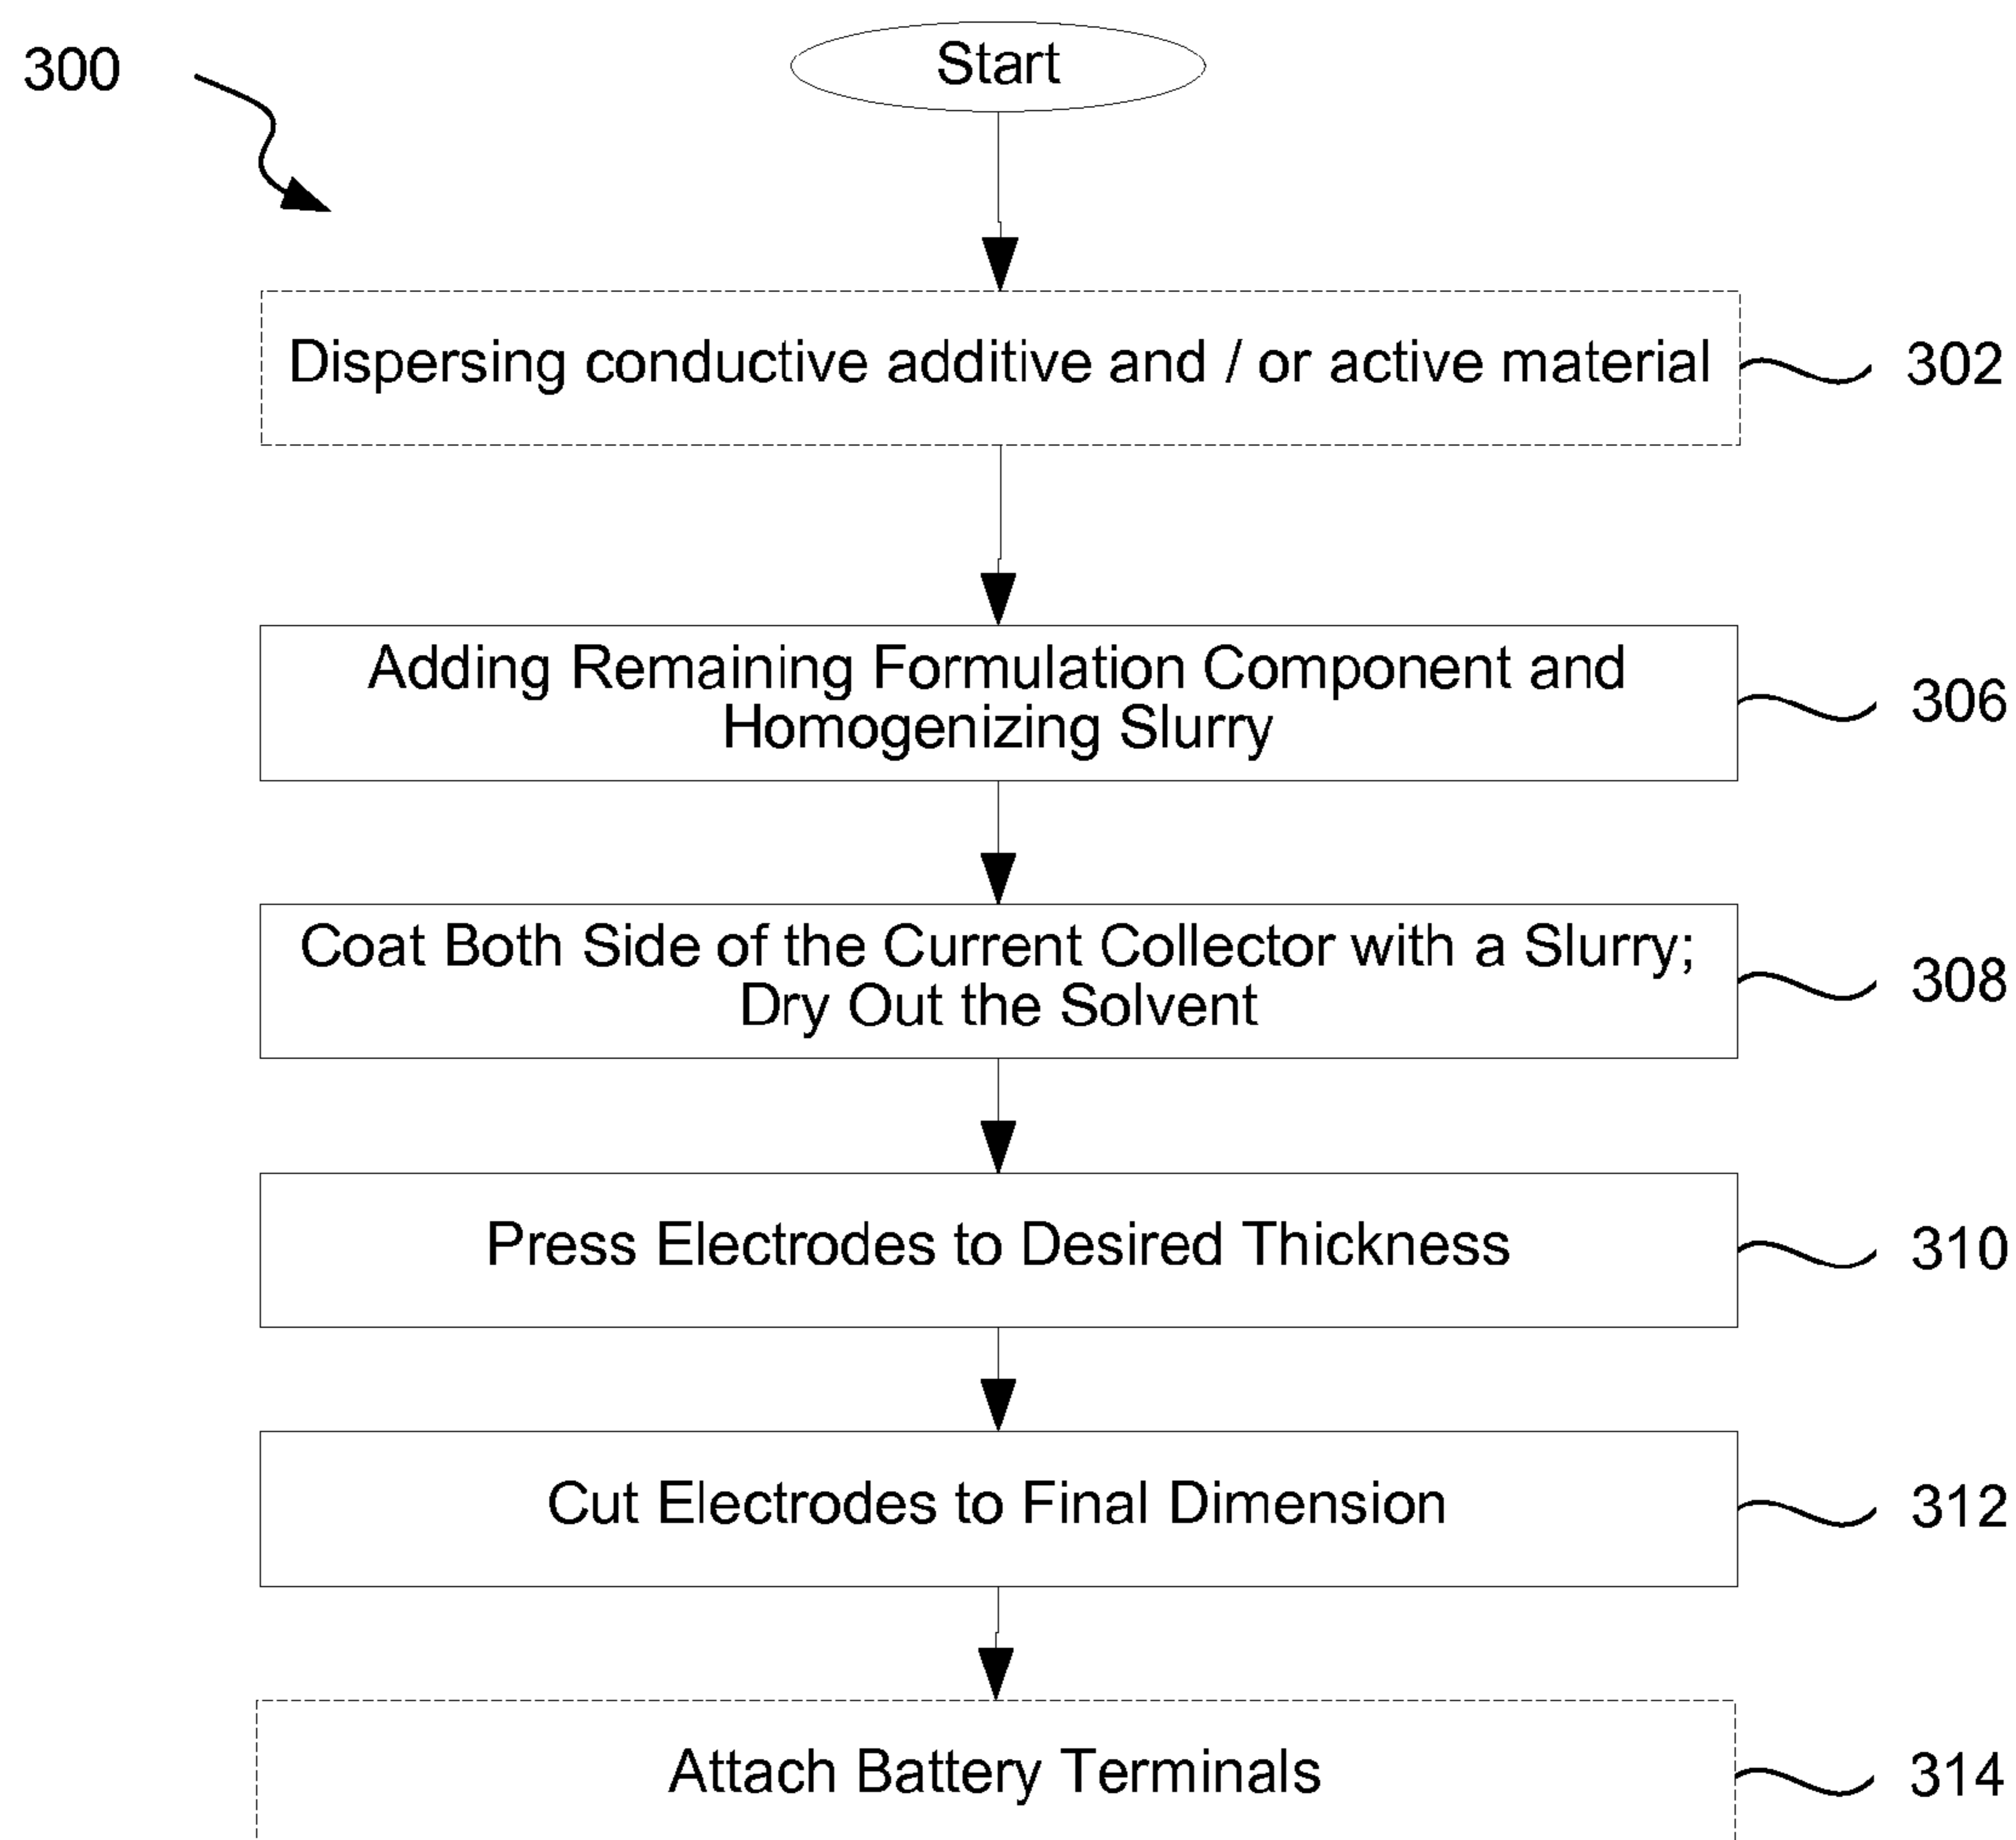 300
Start
Dispersing conductive additive and / or active material
302
Adding Remaining Formulation Component and
Homogenizing Slurry
306
Coat Both Side of the Current Collector with a Slurry;
Dry Out the Solvent
308
Press Electrodes to Desired Thickness
310
Cut Electrodes to Final Dimension
312
Attach Battery Terminals
314